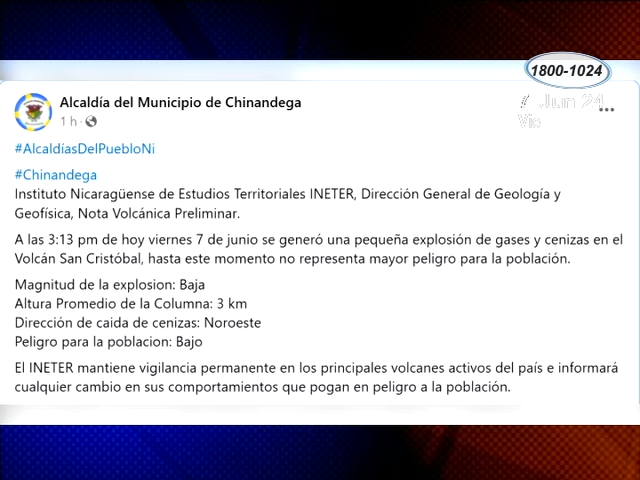 1800-1024
Alcaldía del Municipio de Chinandega
1 h ·
7 Jun 24
Vie
#AlcaldíasDelPuebloNi
#Chinandega
Instituto Nicaragüense de Estudios Territoriales INETER, Dirección General de Geología y
Geofísica, Nota Volcánica Preliminar.
A las 3:13 pm de hoy viernes 7 de junio se generó una pequeña explosión de gases y cenizas en el
Volcán San Cristóbal, hasta este momento no representa mayor peligro para la población.
Magnitud de la explosion: Baja
Altura Promedio de la Columna: 3 km
Dirección de caida de cenizas: Noroeste
Peligro para la poblacion: Bajo
El INETER mantiene vigilancia permanente en los principales volcanes activos del país e informará
cualquier cambio en sus comportamientos que pogan en peligro a la población.